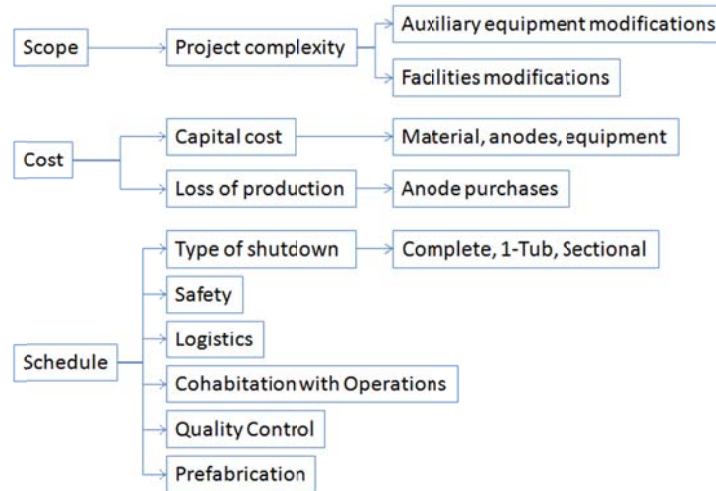 Scope
Project complexity
Auxiliary equipment modifications
Facilities modifications
Cost
Capital cost
Material, anodes, equipment
Loss of production
Anode purchases
Schedule
Type of shutdown
Complete, 1-Tub, Sectional
Safety
Logistics
Cohabitation with Operations
Quality Control
Prefabrication